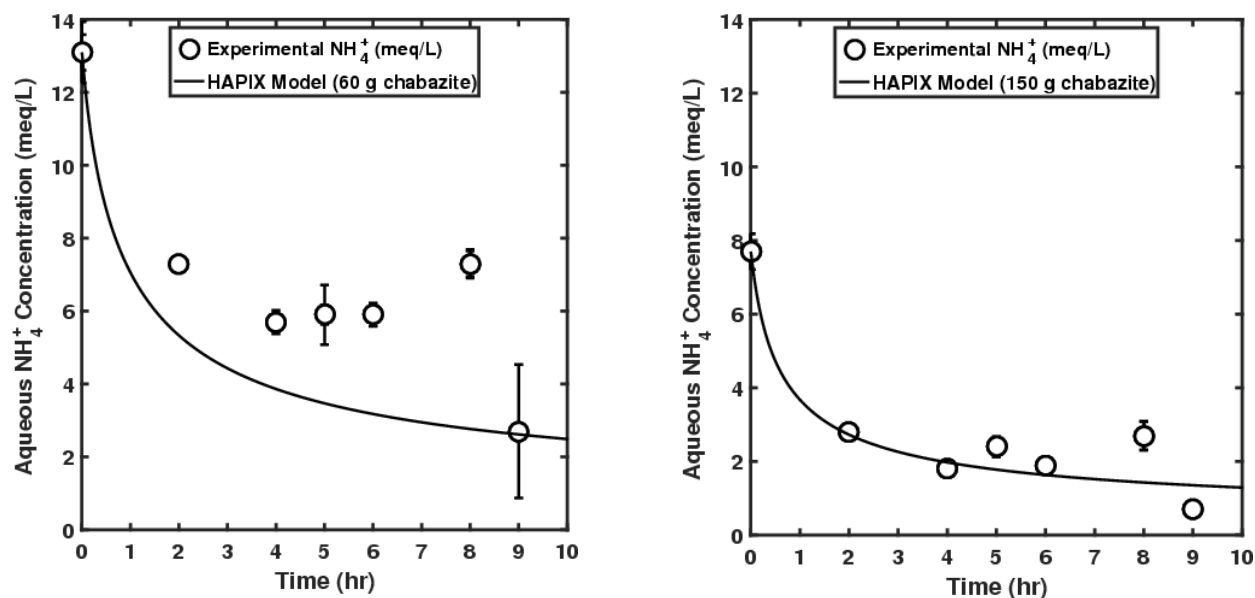 14
12
10
8
6
4
2
0
Aqueous NH₄⁺ Concentration (meq/L)
Experimental NH₄⁺ (meq/L)
HAPIX Model (60 g chabazite)
0 1 2 3 4 5 6 7 8 9 10
Time (hr)
14
12
10
8
6
4
2
0
Aqueous NH₄⁺ Concentration (meq/L)
Experimental NH₄⁺ (meq/L)
HAPIX Model (150 g chabazite)
0 1 2 3 4 5 6 7 8 9 10
Time (hr)